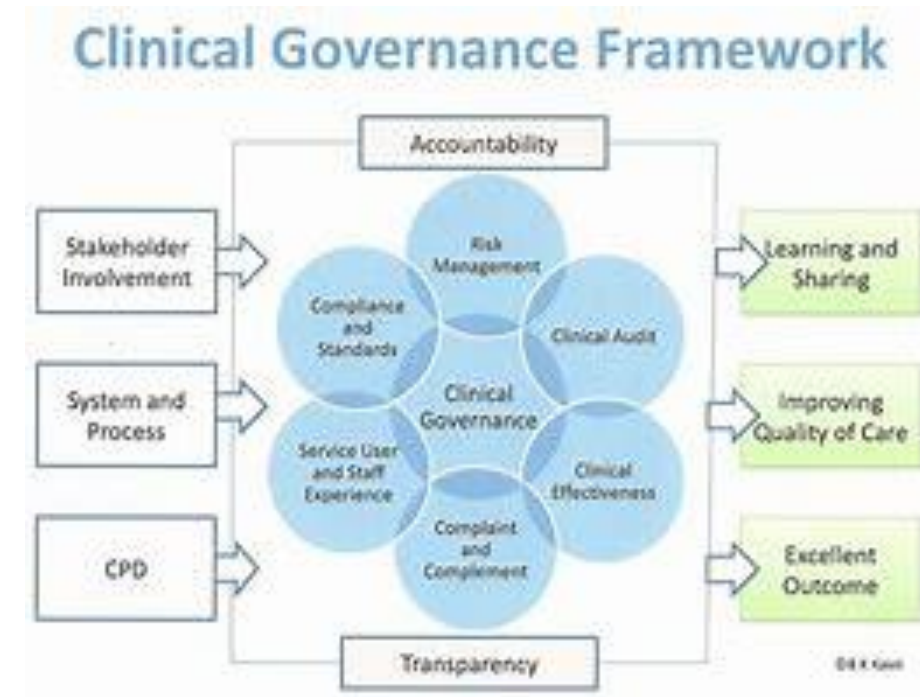 Clinical Governance Framework
Accountability
Stakeholder
Involvement
System and
Process
CPD
Risk
Management
Compliance
and
Standards
Clinical Audit
Clinical
Governance
Service User
and Staff
Experience
Clinical
Effectiveness
Complaint
and
Complement
Learning and
Sharing
Improving
Quality of Care
Excellent
Outcome
Transparency